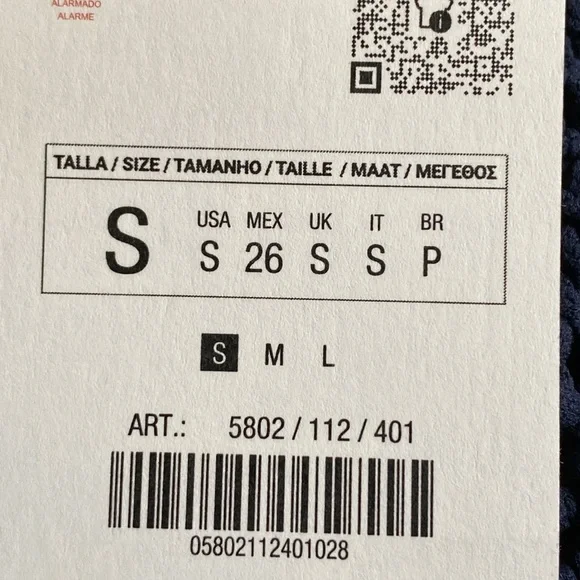 ALARMADO
ALARME
TALLA / SIZE / TAMANHO / TAILLE / MAAT / ΜΕΓΕΘΟΣ
S
USA MEX UK IT BR
S 26 S S P
S M L
ART.: 5802 / 112 / 401
05802112401028